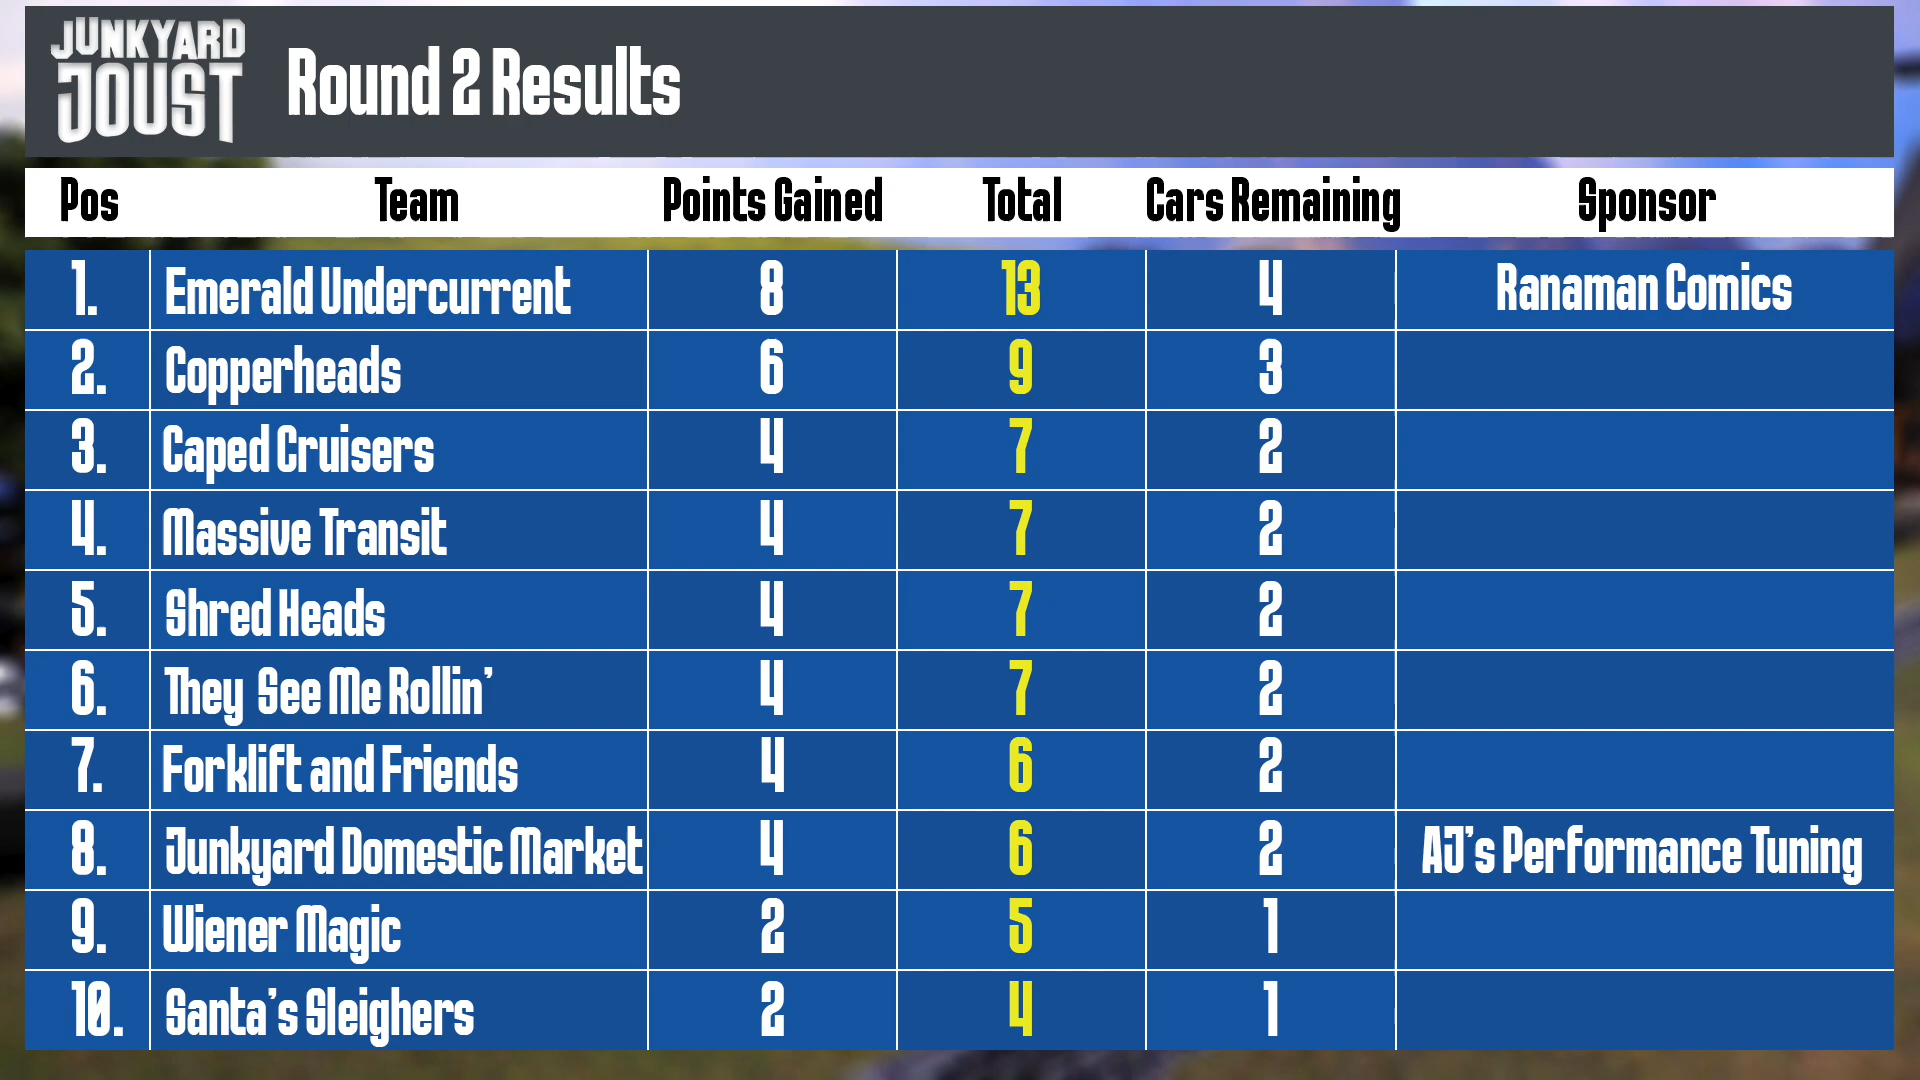 JUNKYARD
JOUST
Round 2 Results
Pos Team Points Gained Total Cars Remaining Sponsor
1. Emerald Undercurrent 8 13 4 Ranaman Comics
2. Copperheads 6 9 3
3. Caped Cruisers 4 7 2
4. Massive Transit 4 7 2
5. Shred Heads 4 7 2
6. They See Me Rollin' 4 7 2
7. Forklift and Friends 4 6 2
8. Junkyard Domestic Market 4 6 2 AJ's Performance Tuning
9. Wiener Magic 2 5 1
10. Santa's Sleighers 2 4 1